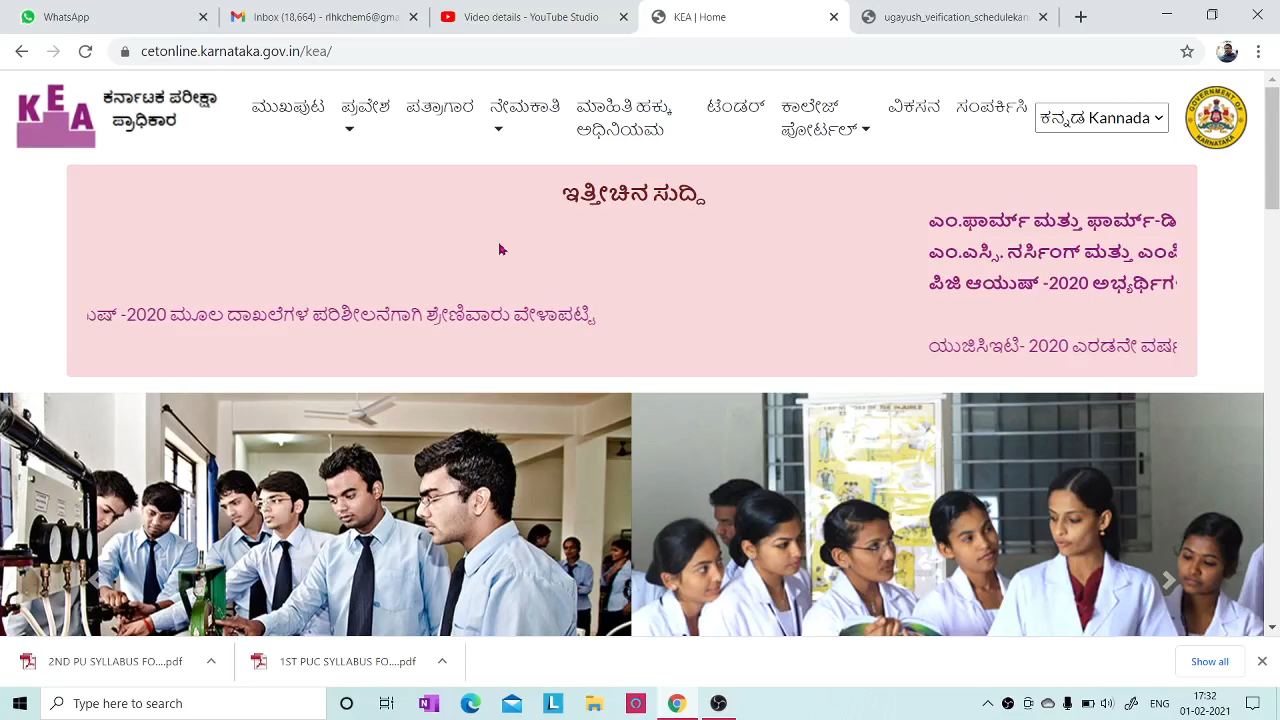 WhatsApp
Inbox (18,664) - rlhkchem6@gma
Video details - YouTube Studio
KEA | Home
ugayush_verification_schedulekan
cetonline.karnataka.gov.in/kea/
KEA
ಕರ್ನಾಟಕ ಪರೀಕ್ಷಾ
ಪ್ರಾಧಿಕಾರ
ಮುಖಪುಟ
ಪ್ರವೇಶ
ಪತ್ರಾಗಾರ
ನೇಮಕಾತಿ
ಮಾಹಿತಿ ಹಕ್ಕು
ಅಧಿನಿಯಮ
ಟೆಂಡರ್
ಕಾಲೇಜ್
ಪೋರ್ಟಲ್
ವಿಕಸನ
ಸಂಪರ್ಕಿಸಿ
ಕನ್ನಡ Kannada
ಇತ್ತೀಚಿನ ಸುದ್ದಿ
ಎಂ.ಫಾರ್ಮ್ ಮತ್ತು ಫಾರ್ಮ್-ಡಿ
ಎಂ.ಎಸ್ಸಿ. ನರ್ಸಿಂಗ್ ಮತ್ತು
ಪಿಜಿ ಆಯುಷ್ -2020
-2020 ಮೂಲ ದಾಖಲೆಗಳ ಪರಿಶೀಲನೆಗಾಗಿ ಶ್ರೇಣಿವಾರು
ಯುಜಿಸಿಇಟಿ- 2020 ಎರಡನೇ
2ND PU SYLLABUS FO....pdf
1ST PUC SYLLABUS FO....pdf
Show all
Type here to search
ENG
17:32
01-02-2021